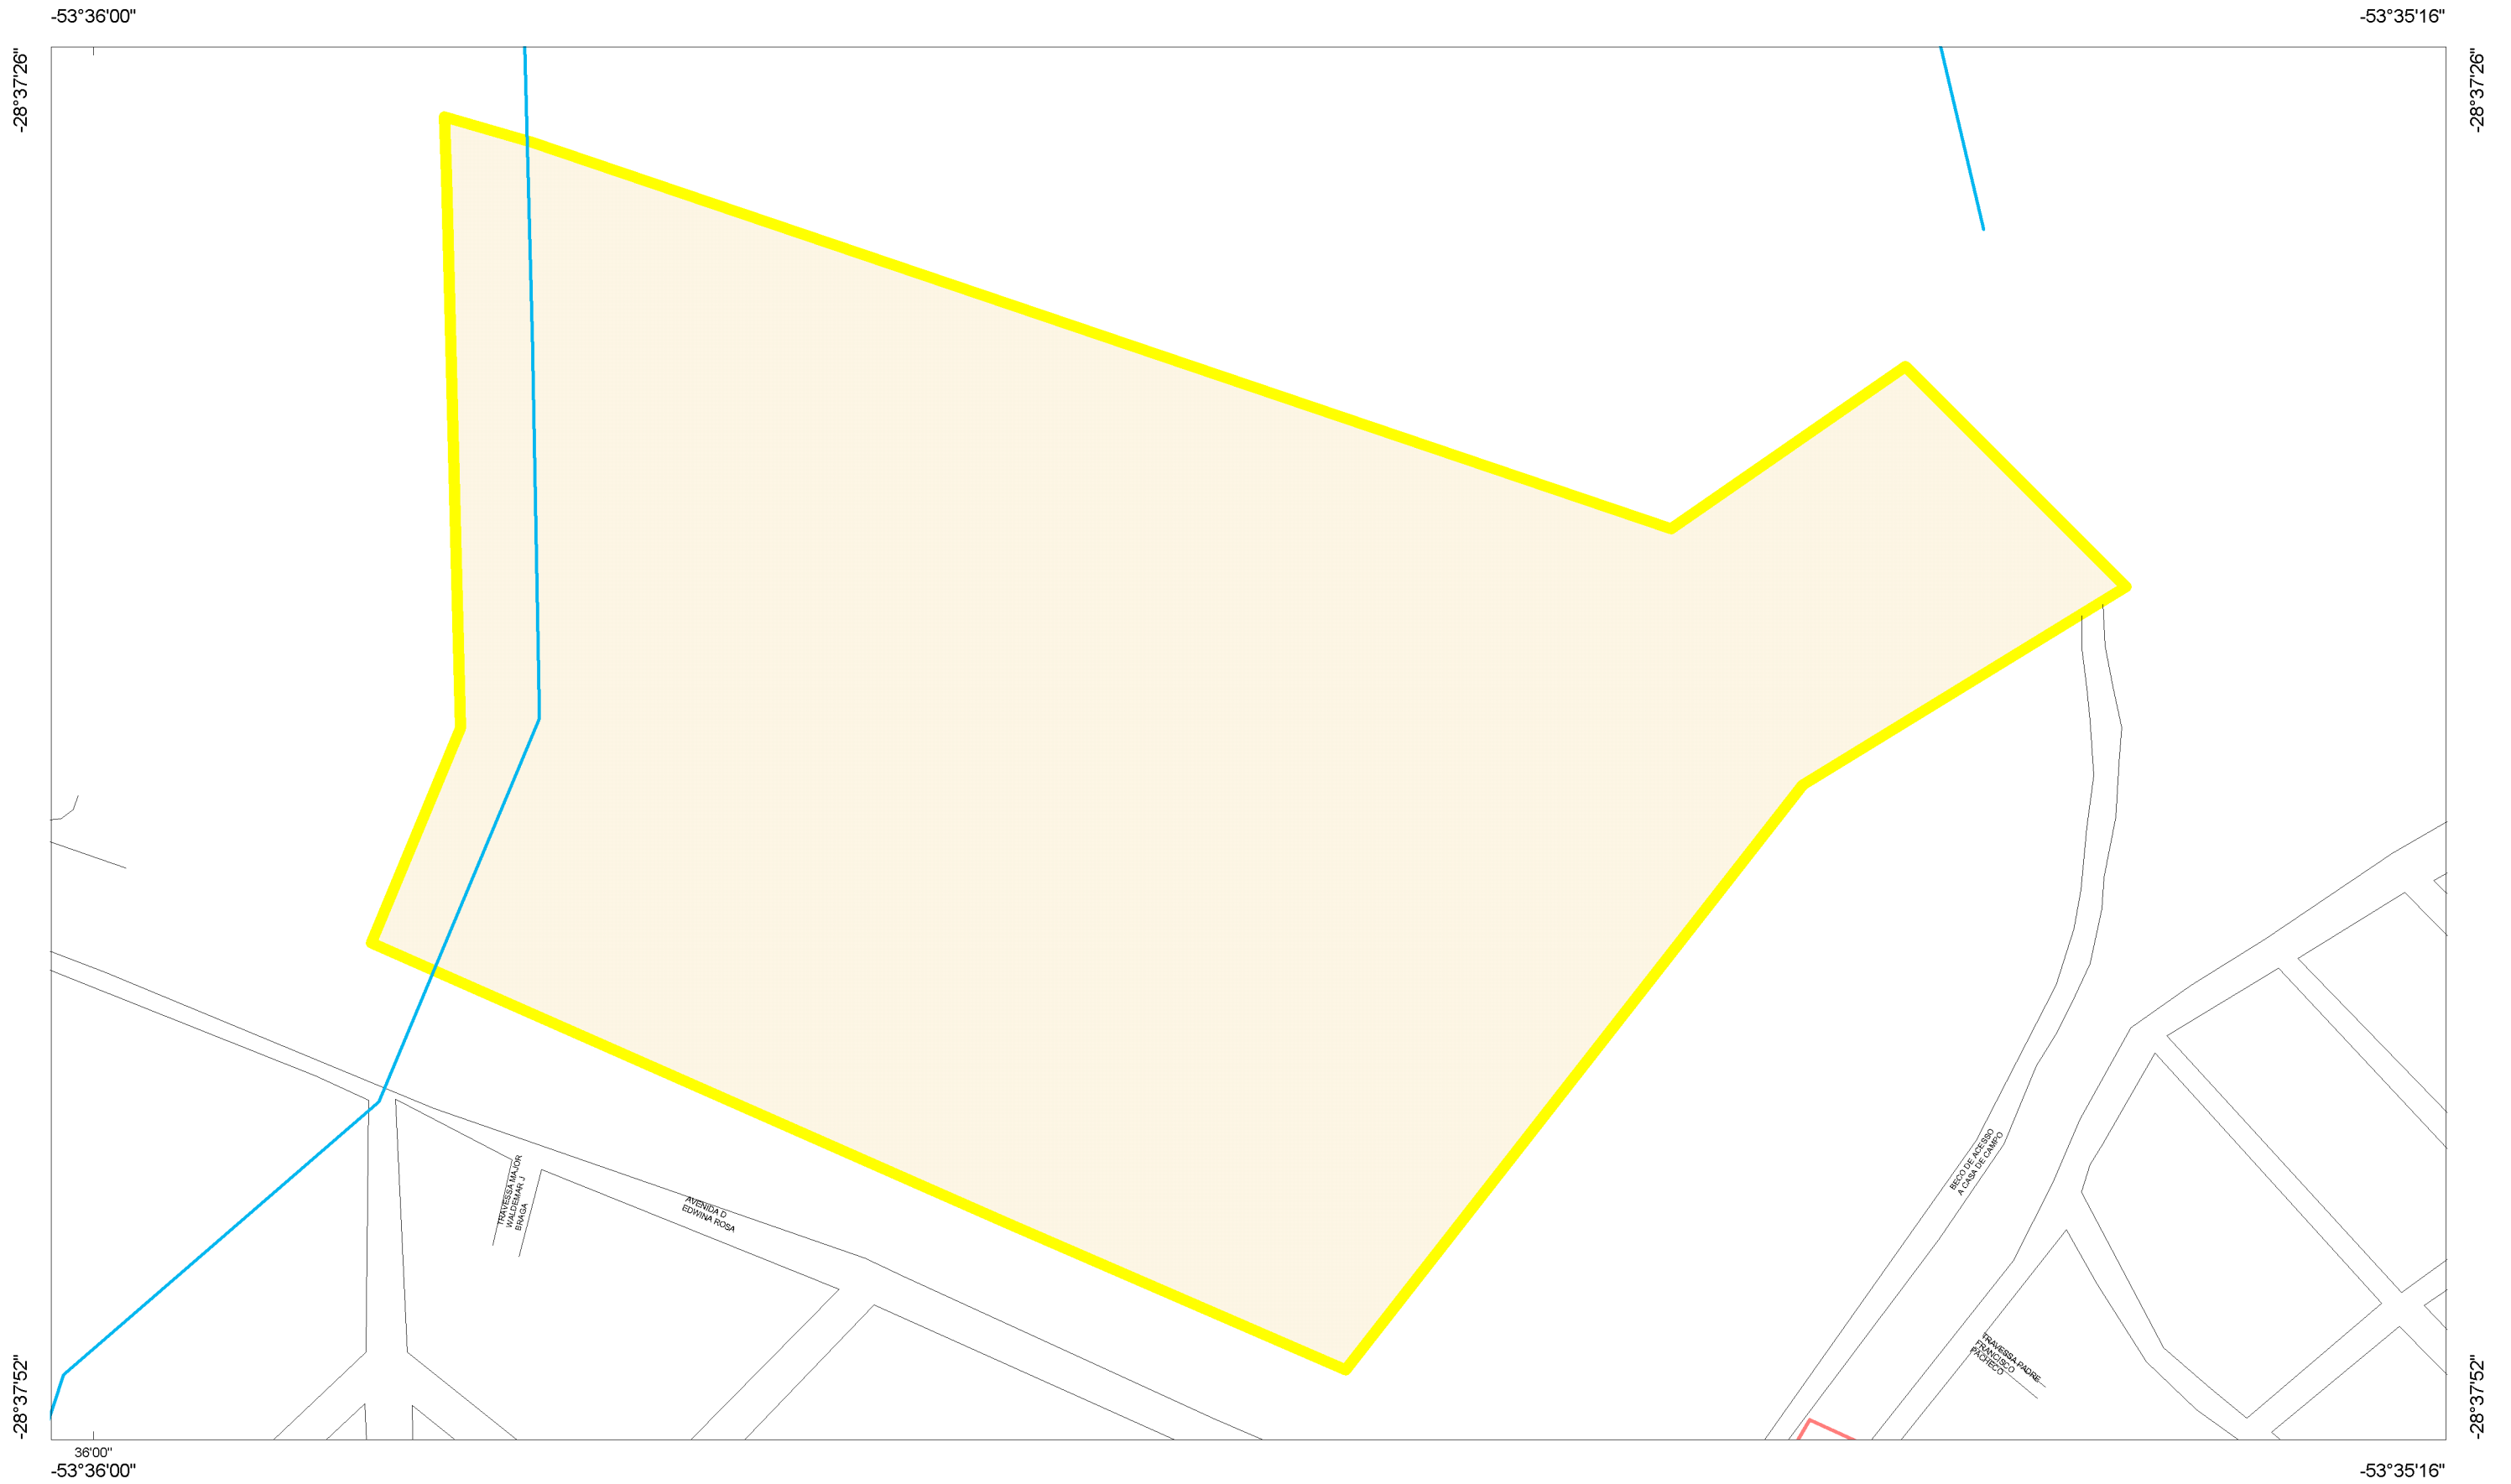 -53°36'00"
-53°35'16"
-28°37'26"
-28°37'26"
TRAVESSA MAJOR
WALDEMAR J
BRAGA
AVENIDA D
EDWINA ROSA
BECO DE ACESSO
A CASA DE CAMPO
TRAVESSA PADRE
FRANCISCO
PACHECO
-28°37'52"
-28°37'52"
36'00"
-53°36'00"
-53°35'16"